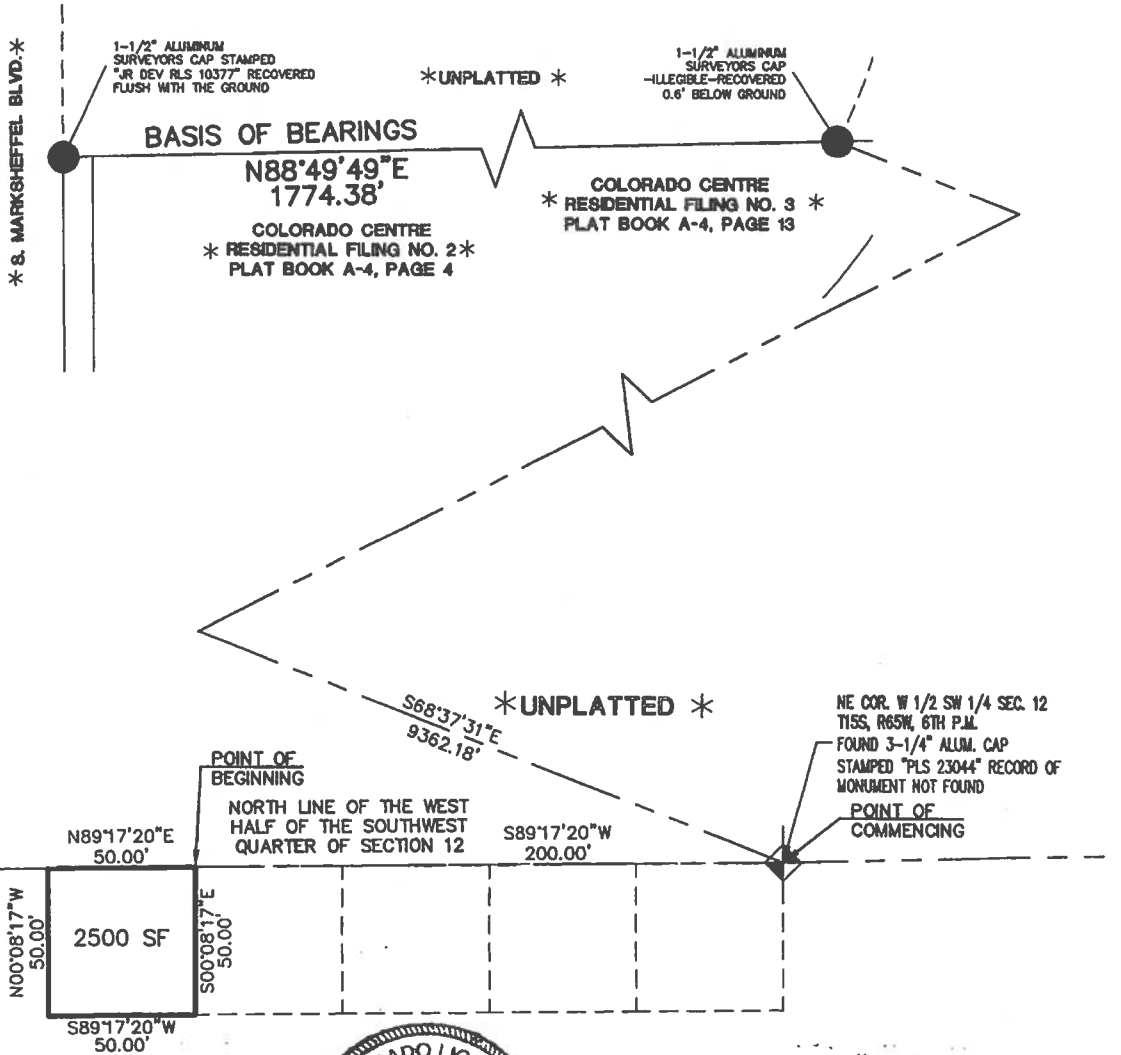 *S. MARKSHEFFEL BLVD.*
1-1/2" ALUMINUM
SURVEYORS CAP STAMPED
"JR DEV RLS 10377" RECOVERED
FLUSH WITH THE GROUND
*UNPLATTED *
1-1/2" ALUMINUM
SURVEYORS CAP
-ILLEGIBLE-RECOVERED
0.6' BELOW GROUND
BASIS OF BEARINGS
N88°49'49"E
1774.38'
COLORADO CENTRE
* RESIDENTIAL FILING NO. 2*
PLAT BOOK A-4, PAGE 4
COLORADO CENTRE
* RESIDENTIAL FILING NO. 3 *
PLAT BOOK A-4, PAGE 13
S68°37'31"E
9362.18'
*UNPLATTED *
NE COR. W 1/2 SW 1/4 SEC. 12
T15S, R65W, 6TH P.M.
FOUND 3-1/4" ALUM. CAP
STAMPED "PLS 23044" RECORD OF
MONUMENT NOT FOUND
POINT OF
COMMENCING
POINT OF
BEGINNING
NORTH LINE OF THE WEST
HALF OF THE SOUTHWEST
QUARTER OF SECTION 12
S89°17'20"W
200.00'
N89°17'20"E
50.00'
N00°08'17"W
50.00'
2500 SF
S00°08'17"E
50.00'
S89°17'20"W
50.00'